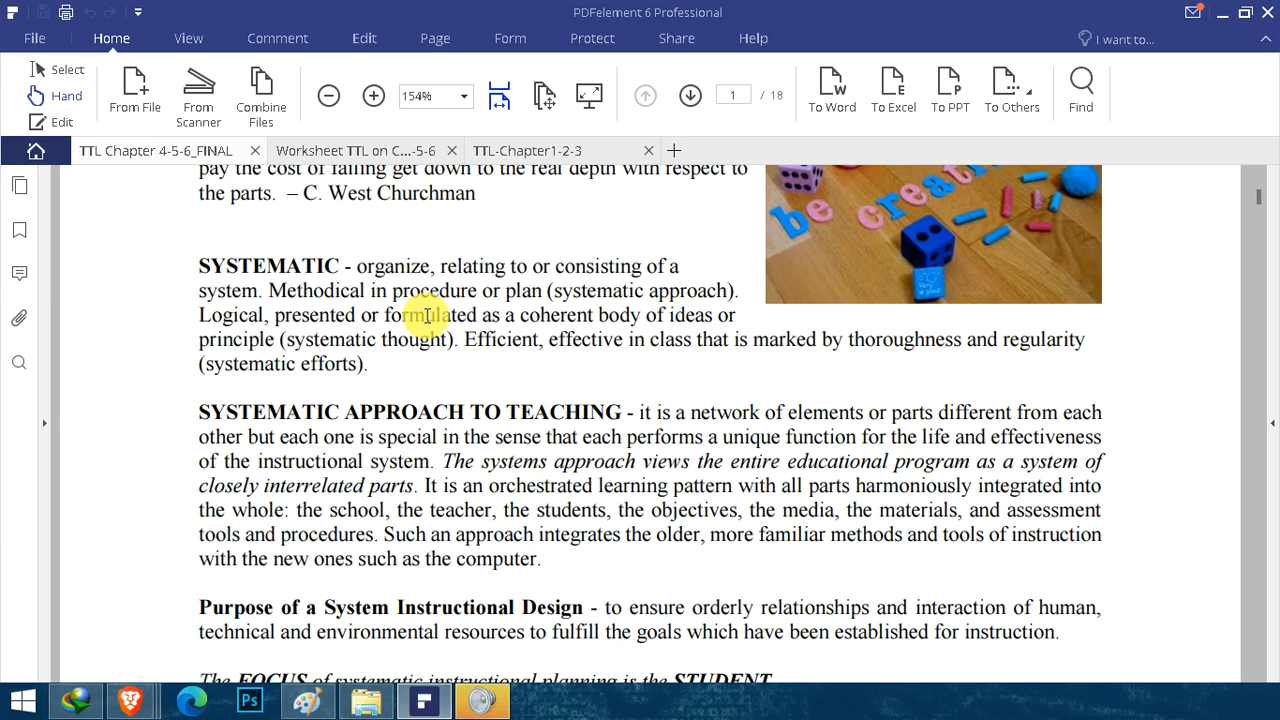 PDFelement 6 Professional
File Home View Comment Edit Page Form Protect Share Help I want to...
Select
Hand
Edit
From File
From Scanner
Combine Files
154%
1 / 18
To Word
To Excel
To PPT
To Others
Find
TTL Chapter 4-5-6_FINAL
Worksheet TTL on C...-5-6
TTL-Chapter1-2-3
pay the cost of failing get down to the real depth with respect to
the parts. – C. West Churchman
be creati
Very
SYSTEMATIC - organize, relating to or consisting of a
system. Methodical in procedure or plan (systematic approach).
Logical, presented or formulated as a coherent body of ideas or
principle (systematic thought). Efficient, effective in class that is marked by thoroughness and regularity
(systematic efforts).
SYSTEMATIC APPROACH TO TEACHING - it is a network of elements or parts different from each
other but each one is special in the sense that each performs a unique function for the life and effectiveness
of the instructional system. The systems approach views the entire educational program as a system of
closely interrelated parts. It is an orchestrated learning pattern with all parts harmoniously integrated into
the whole: the school, the teacher, the students, the objectives, the media, the materials, and assessment
tools and procedures. Such an approach integrates the older, more familiar methods and tools of instruction
with the new ones such as the computer.
Purpose of a System Instructional Design - to ensure orderly relationships and interaction of human,
technical and environmental resources to fulfill the goals which have been established for instruction.
The FOCUS of systematic instructional planning is the STUDENT
Ps